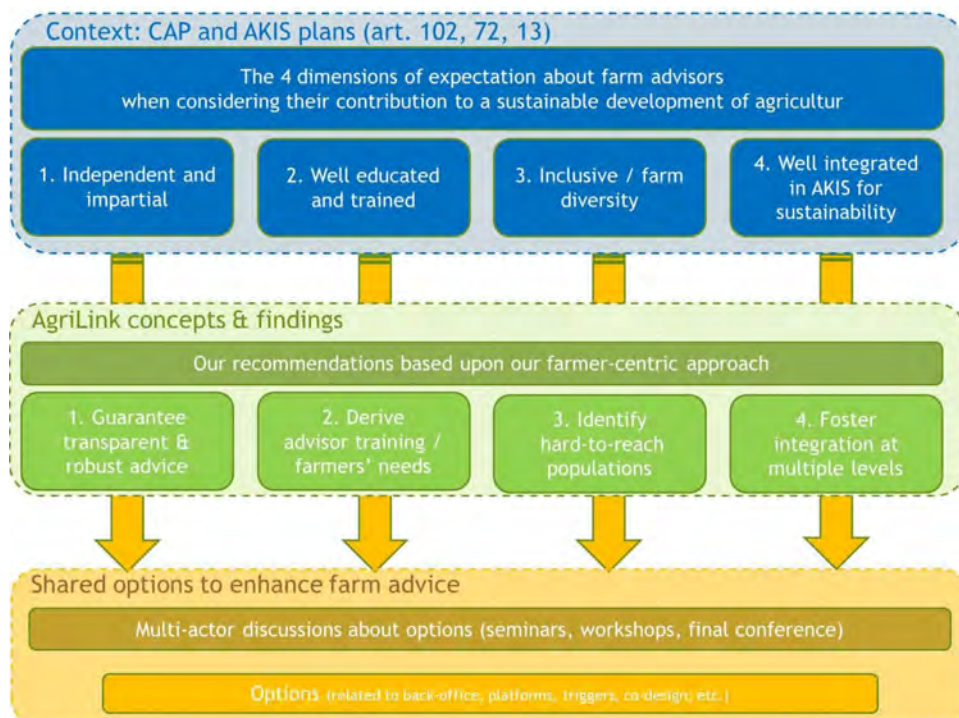 Context: CAP and AKIS plans (art. 102, 72, 13)
The 4 dimensions of expectation about farm advisors
when considering their contribution to a sustainable development of agricultur
1. Independent and
impartial
2. Well educated
and trained
3. Inclusive / farm
diversity
4. Well integrated
in AKIS for
sustainability
AgriLink concepts & findings
Our recommendations based upon our farmer-centric approach
1. Guarantee
transparent &
robust advice
2. Derive
advisor training /
farmers' needs
3. Identify
hard-to-reach
populations
4. Foster
integration at
multiple levels
Shared options to enhance farm advice
Multi-actor discussions about options (seminars, workshops, final conference)
Options (related to back-office, platforms, triggers, co-design, etc.)